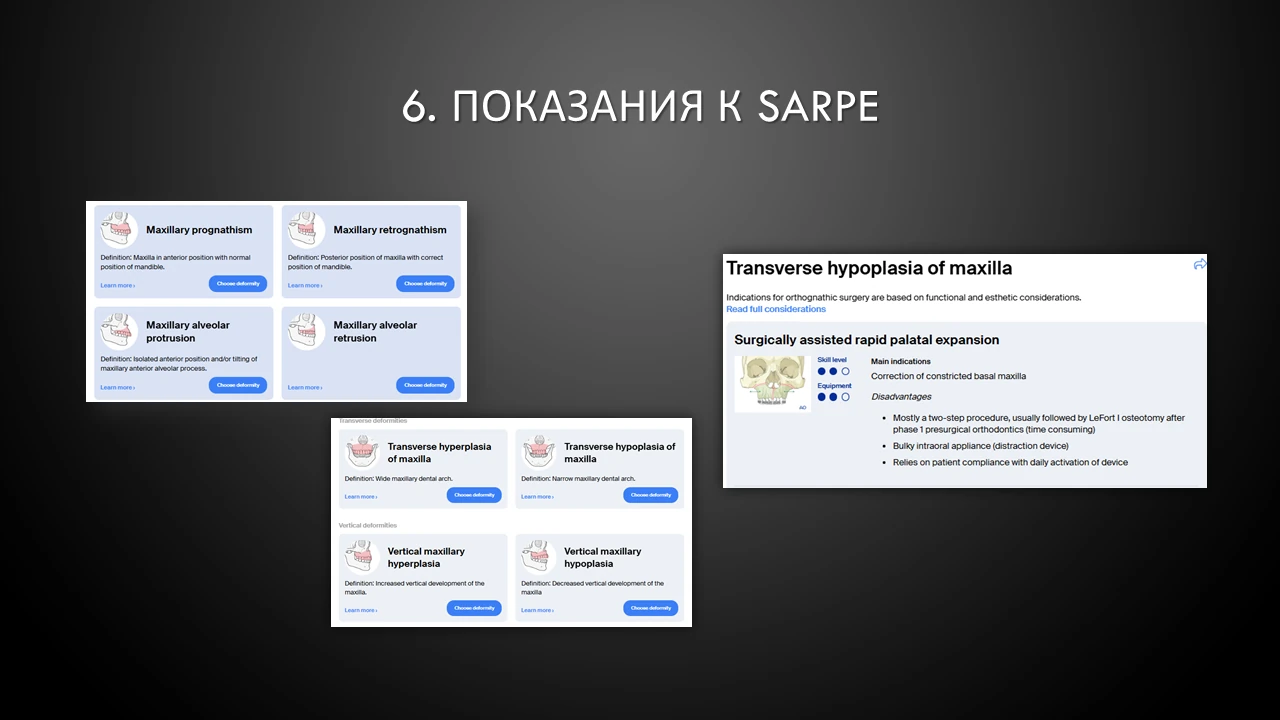 6. ПОКАЗАНИЯ К SARPE
Maxillary prognathism
Definition: Maxilla in anterior position with normal
position of mandible.
Learn more ›
Choose deformity
Maxillary retrognathism
Definition: Posterior position of maxilla with correct
position of mandible.
Learn more ›
Choose deformity
Maxillary alveolar
protrusion
Definition: Isolated anterior position and/or tilting of
maxillary anterior alveolar process.
Learn more ›
Choose deformity
Maxillary alveolar
retrusion
Learn more ›
Choose deformity
Transverse deformities
Transverse hyperplasia
of maxilla
Definition: Wide maxillary dental arch.
Learn more ›
Choose deformity
Transverse hypoplasia of
maxilla
Definition: Narrow maxillary dental arch.
Learn more ›
Choose deformity
Vertical deformities
Vertical maxillary
hyperplasia
Definition: Increased vertical development of the
maxilla.
Learn more ›
Choose deformity
Vertical maxillary
hypoplasia
Definition: Decreased vertical development of the
maxilla
Learn more ›
Choose deformity
Transverse hypoplasia of maxilla
Indications for orthognathic surgery are based on functional and esthetic considerations.
Read full considerations
Surgically assisted rapid palatal expansion
AO
Skill level
Equipment
Main indications
Correction of constricted basal maxilla
Disadvantages
• Mostly a two-step procedure, usually followed by LeFort I osteotomy after
phase 1 presurgical orthodontics (time consuming)
• Bulky intraoral appliance (distraction device)
• Relies on patient compliance with daily activation of device